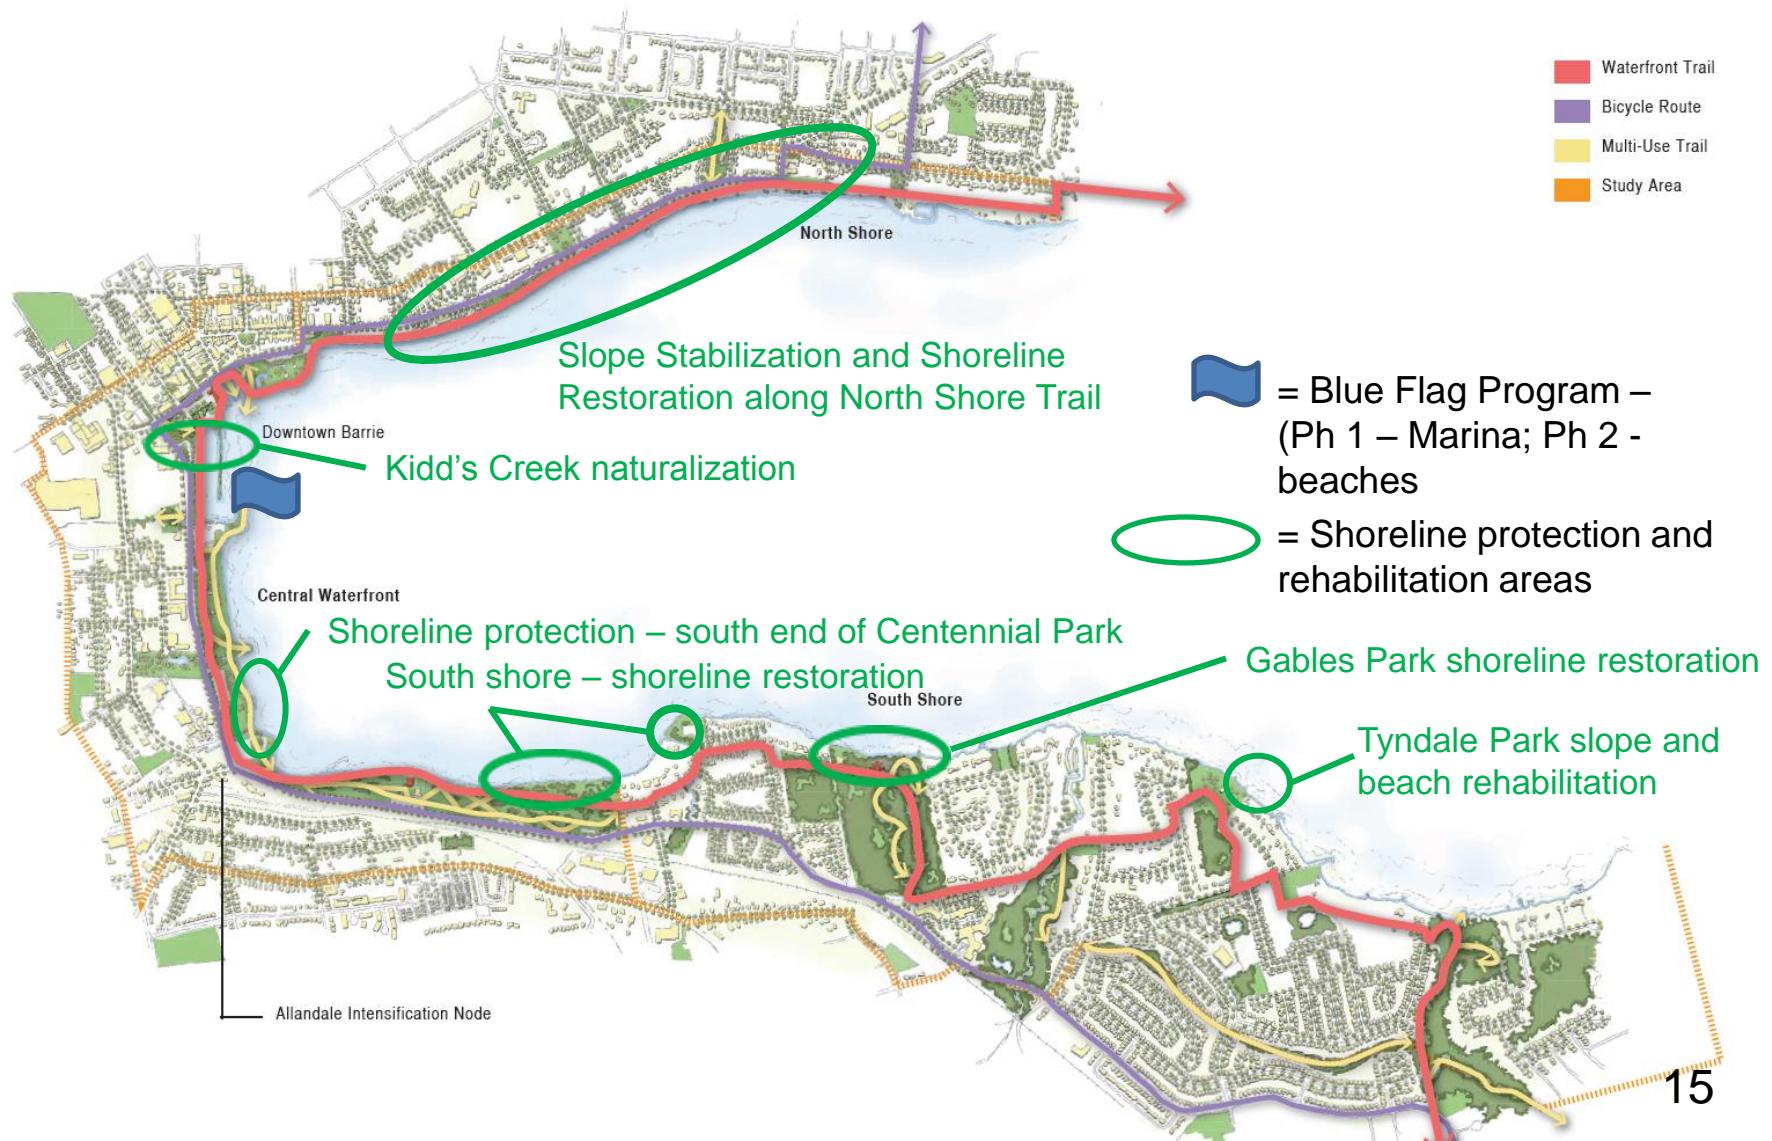 Waterfront Trail
Bicycle Route
Multi-Use Trail
Study Area
North Shore
Slope Stabilization and Shoreline
Restoration along North Shore Trail
= Blue Flag Program –
(Ph 1 – Marina; Ph 2 -
beaches
Downtown Barrie
Kidd's Creek naturalization
= Shoreline protection and
rehabilitation areas
Central Waterfront
Shoreline protection – south end of Centennial Park
South shore – shoreline restoration
Gables Park shoreline restoration
South Shore
Tyndale Park slope and
beach rehabilitation
Allandale Intensification Node
15